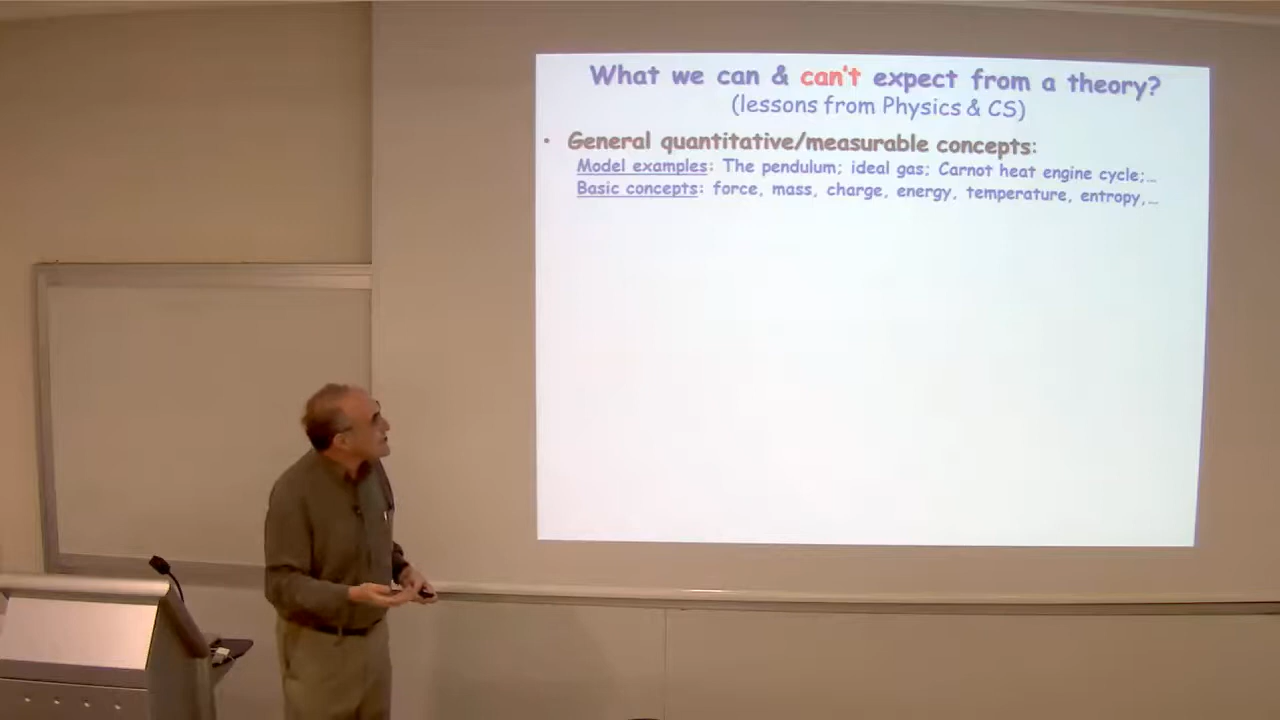 What we can & can't expect from a theory?
(lessons from Physics & CS)
• General quantitative/measurable concepts:
Model examples: The pendulum; ideal gas; Carnot heat engine cycle;…
Basic concepts: force, mass, charge, energy, temperature, entropy,…